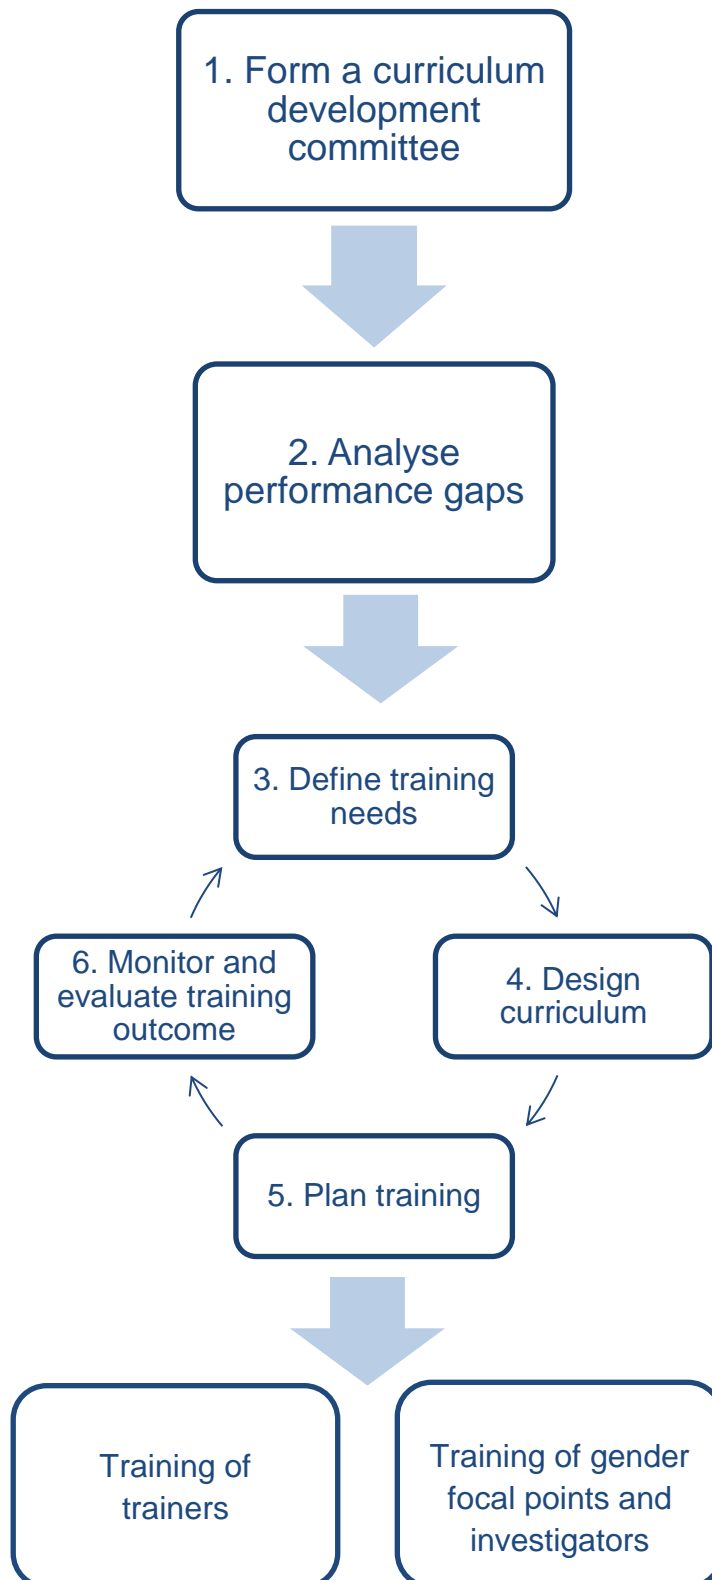 1. Form a curriculum
development
committee
2. Analyse
performance gaps
3. Define training
needs
6. Monitor and
evaluate training
outcome
4. Design
curriculum
5. Plan training
Training of
trainers
Training of gender
focal points and
investigators